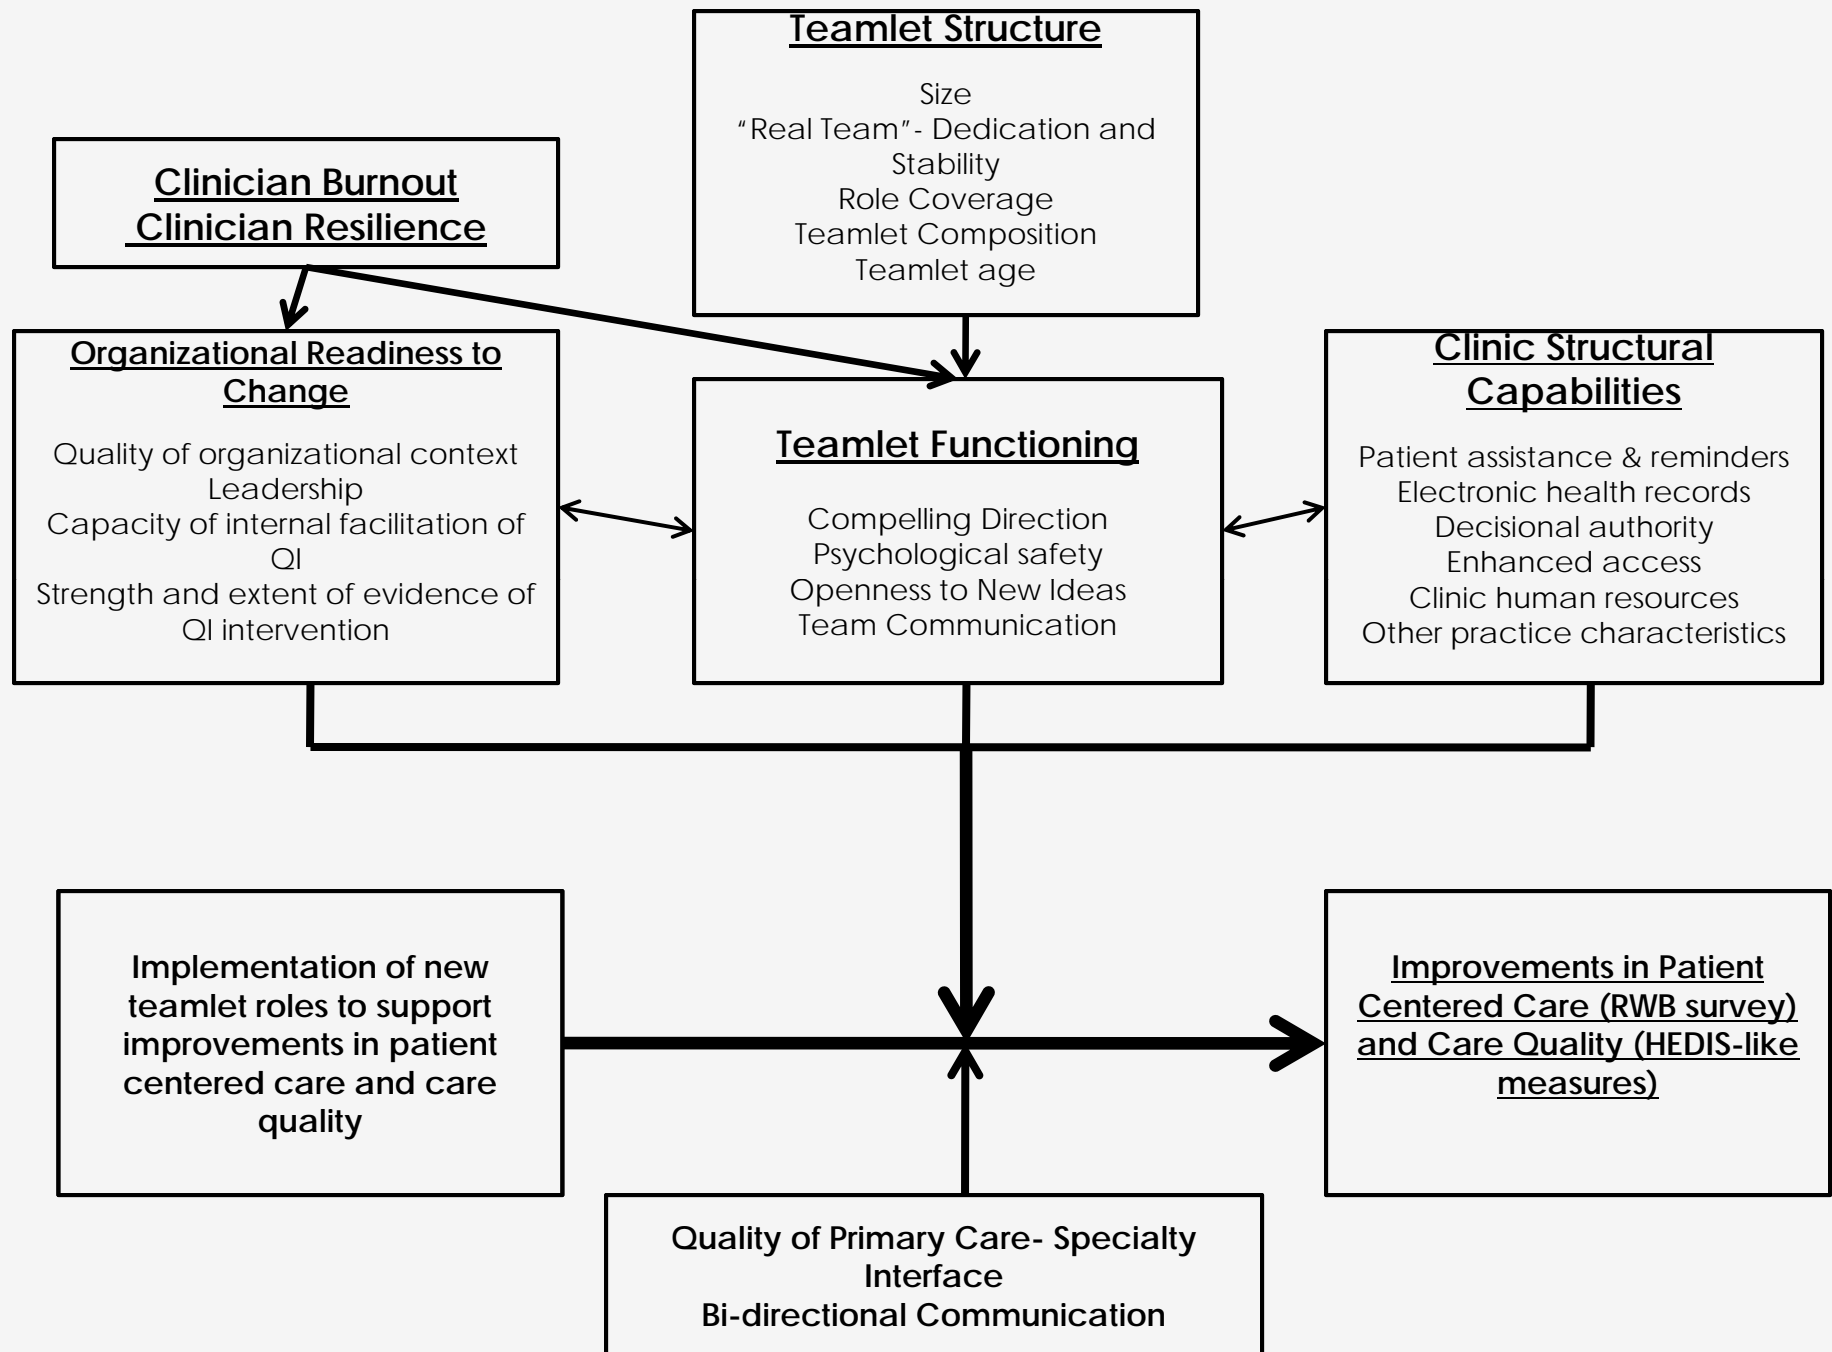 Teamlet Structure
Size
“Real Team”- Dedication and
Stability
Role Coverage
Teamlet Composition
Teamlet age
Clinician Burnout
Clinician Resilience
Organizational Readiness to
Change
Quality of organizational context
Leadership
Capacity of internal facilitation of
QI
Strength and extent of evidence of
QI intervention
Teamlet Functioning
Compelling Direction
Psychological safety
Openness to New Ideas
Team Communication
Clinic Structural
Capabilities
Patient assistance & reminders
Electronic health records
Decisional authority
Enhanced access
Clinic human resources
Other practice characteristics
Implementation of new
teamlet roles to support
improvements in patient
centered care and care
quality
Improvements in Patient
Centered Care (RWB survey)
and Care Quality (HEDIS-like
measures)
Quality of Primary Care- Specialty
Interface
Bi-directional Communication